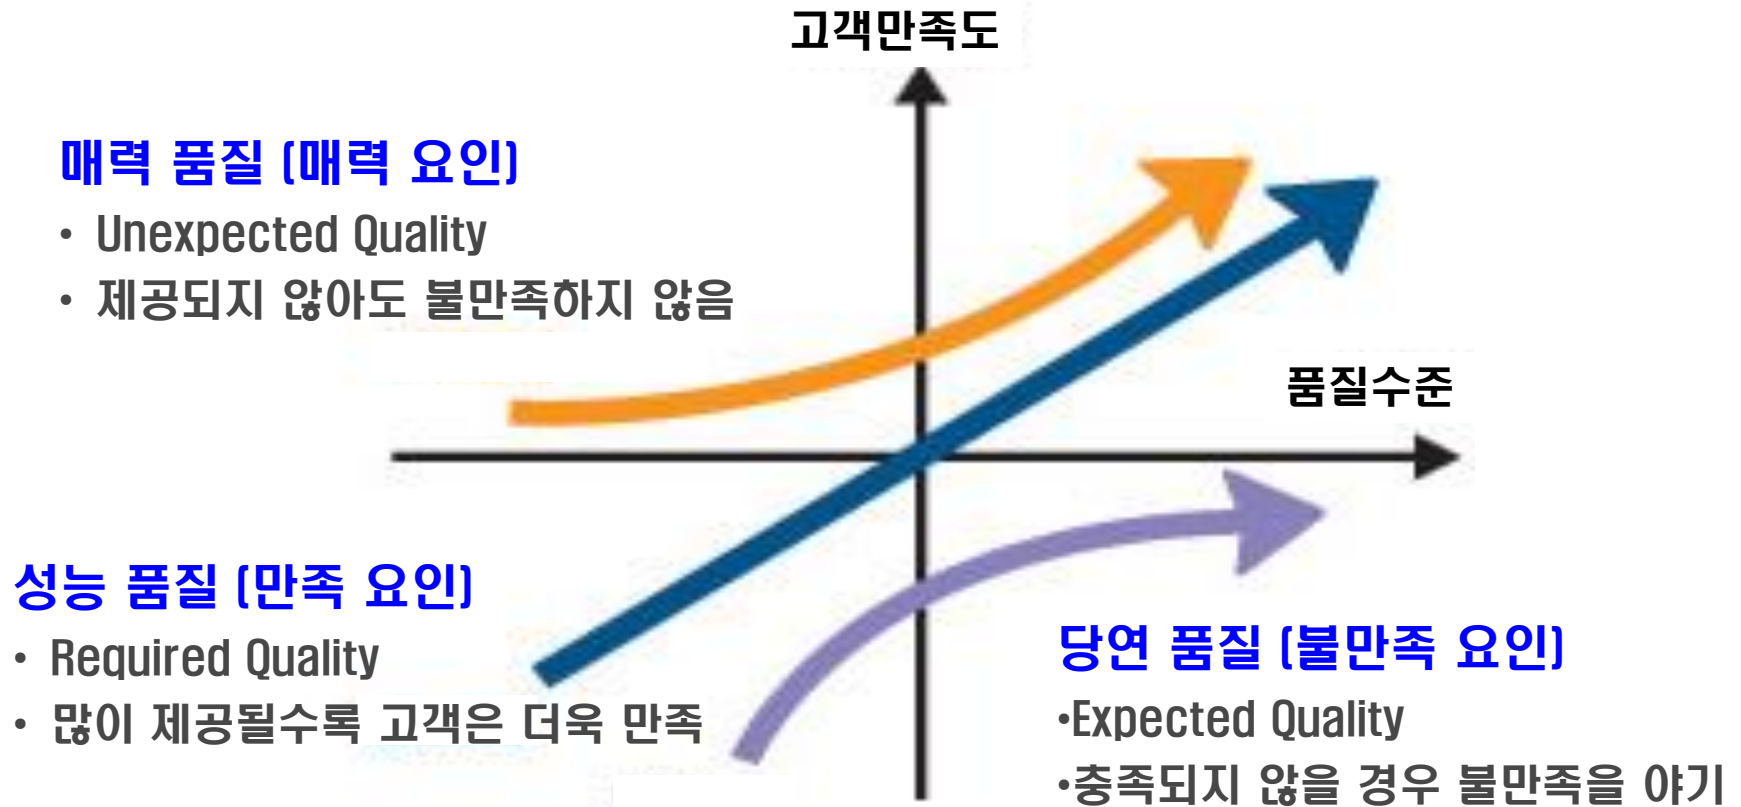 고객만족도
매력 품질 (매력 요인)
• Unexpected Quality
• 제공되지 않아도 불만족하지 않음
품질수준
성능 품질 (만족 요인)
• Required Quality
• 많이 제공될수록 고객은 더욱 만족
당연 품질 (불만족 요인)
•Expected Quality
•충족되지 않을 경우 불만족을 야기